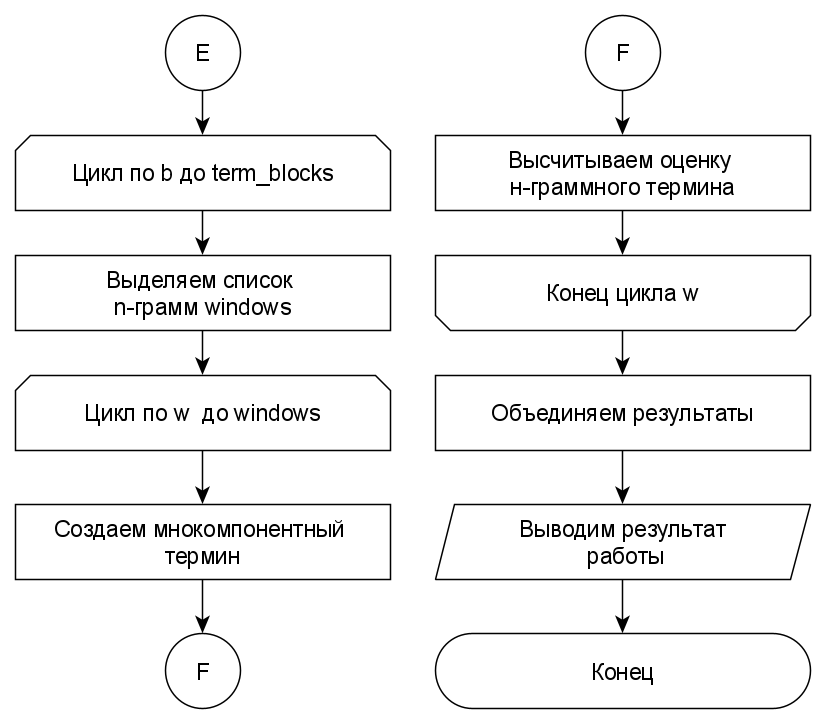 E
Цикл по b до term_blocks
Выделяем список
n-грамм windows
Цикл по w до windows
Создаем мнокомпонентный
термин
F
F
Высчитываем оценку
н-граммного термина
Конец цикла w
Объединяем результаты
Выводим результат
работы
Конец